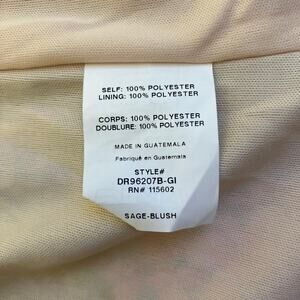 SELF: 100% POLYESTER
LINING: 100% POLYESTER
CORPS: 100% POLYESTER
DOUBLURE: 100% POLYESTER
MADE IN GUATEMALA
Fabriqué en Guatemala
STYLE#
DR96207B-GI
RN# 115602
SAGE-BLUSH